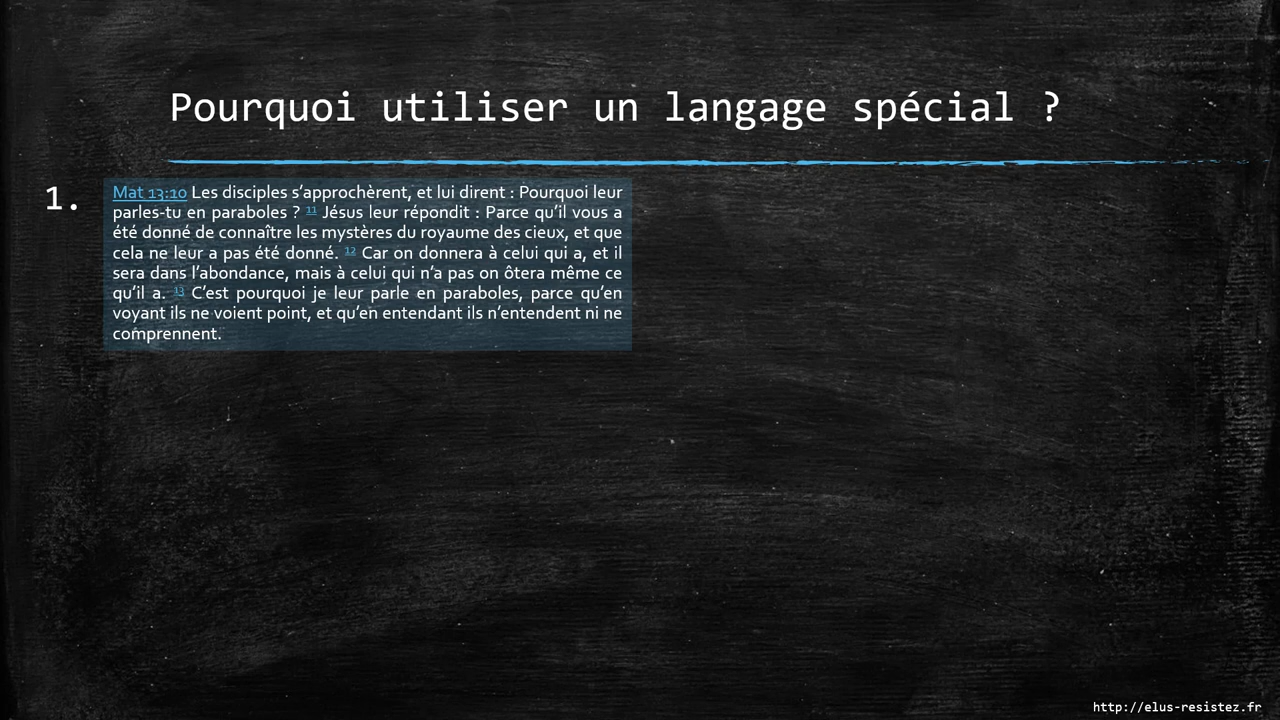 Pourquoi utiliser un langage spécial ?
1.
Mat 13:10 Les disciples s’approchèrent, et lui dirent : Pourquoi leur
parles-tu en paraboles ? 11 Jésus leur répondit : Parce qu’il vous a
été donné de connaître les mystères du royaume des cieux, et que
cela ne leur a pas été donné. 12 Car on donnera à celui qui a, et il
sera dans l’abondance, mais à celui qui n’a pas on ôtera même ce
qu’il a. 13 C’est pourquoi je leur parle en paraboles, parce qu’en
voyant ils ne voient point, et qu’en entendant ils n’entendent ni ne
comprennent.
http://elus-resistez.fr